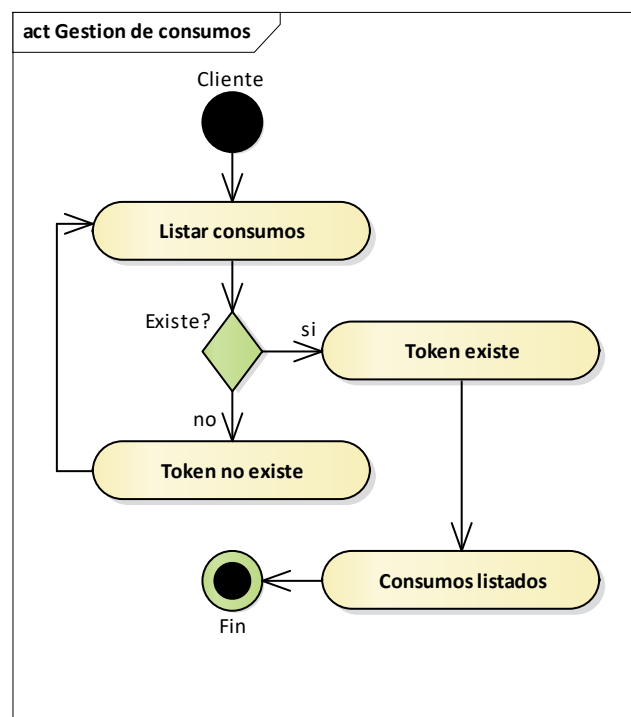 act Gestion de consumos
Cliente
Listar consumos
Existe?
si
Token existe
no
Token no existe
Consumos listados
Fin